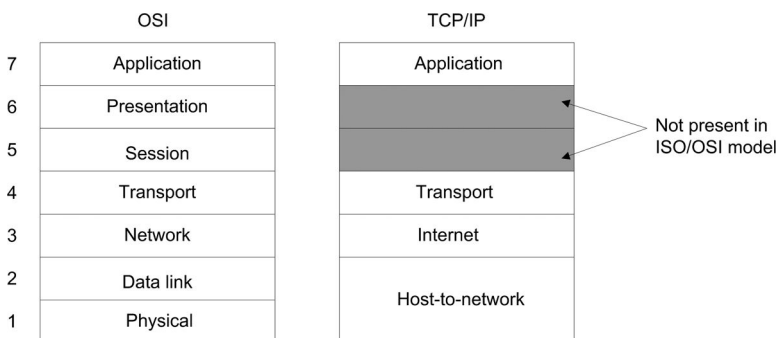 OSI TCP/IP
7 Application Application
6 Presentation
Not present in
ISO/OSI model
5 Session
4 Transport Transport
3 Network Internet
2 Data link
Host-to-network
1 Physical